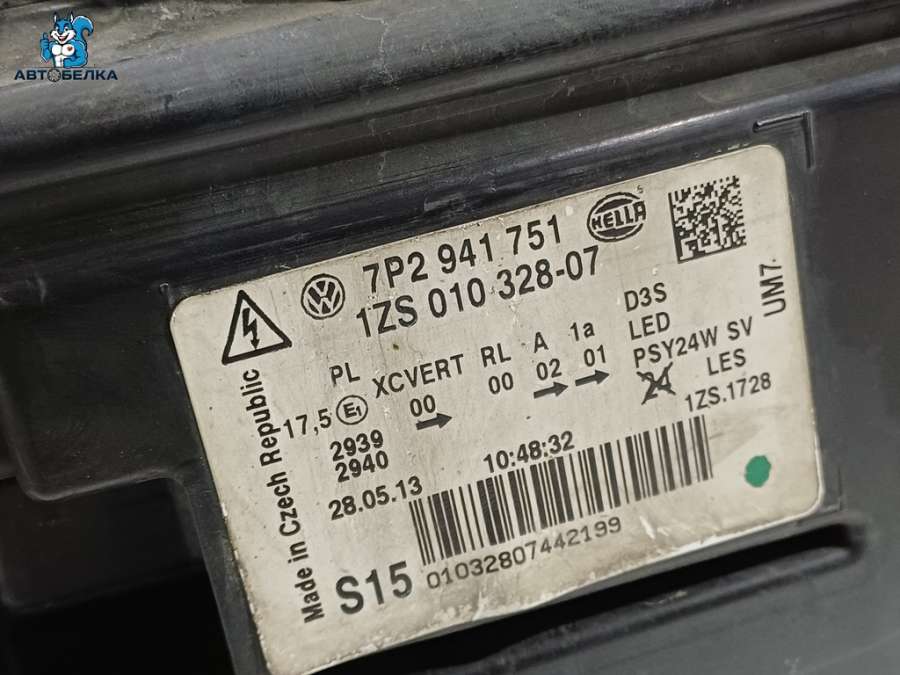 АВТОБЕЛКА
7P2 941 751
HELLA
1ZS 010 328-07
UM7
Made in Czech Republic
PL XCVERT RL A 1a D3S
17,5 E1 00 00 02 01 LED
PSY24W SV
24 LES
2939
2940
1ZS.1728
28.05.13 10:48:32
S15
01032807442199